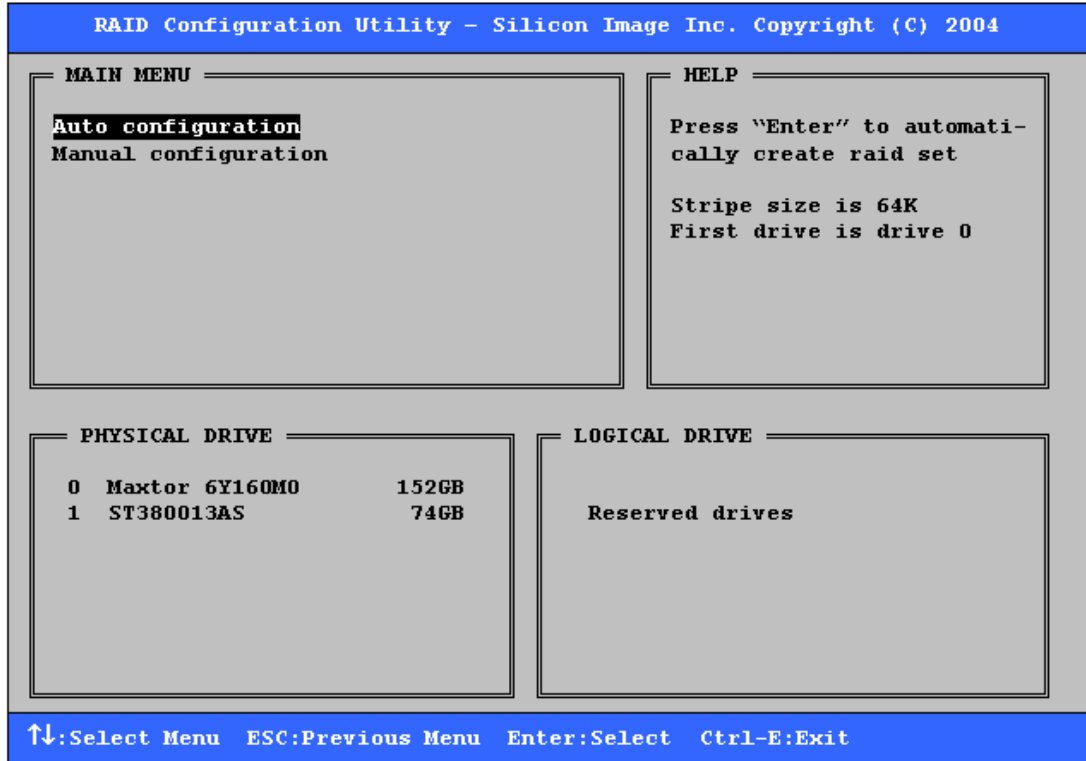 RAID Configuration Utility – Silicon Image Inc. Copyright (C) 2004
MAIN MENU
Auto configuration
Manual configuration
HELP
Press “Enter” to automati-
cally create raid set
Stripe size is 64K
First drive is drive 0
PHYSICAL DRIVE
0 Maxtor 6Y160M0 152GB
1 ST380013AS 74GB
LOGICAL DRIVE
Reserved drives
↑↓:Select Menu ESC:Previous Menu Enter:Select Ctrl-E:Exit